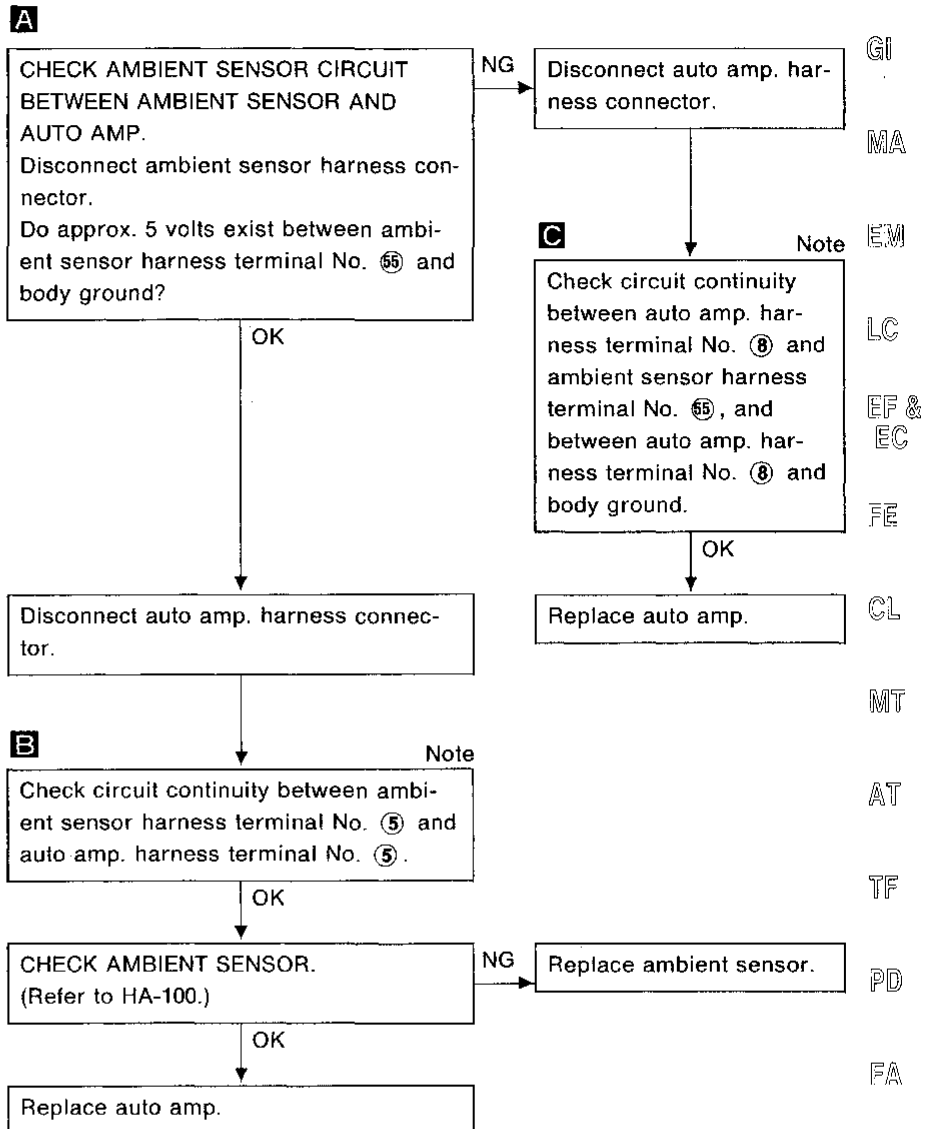 A
CHECK AMBIENT SENSOR CIRCUIT
BETWEEN AMBIENT SENSOR AND
AUTO AMP.
Disconnect ambient sensor harness con-
nector.
Do approx. 5 volts exist between ambi-
ent sensor harness terminal No. 55 and
body ground?
NG
Disconnect auto amp. har-
ness connector.
OK
C
Note
Check circuit continuity
between auto amp. har-
ness terminal No. ⑧ and
ambient sensor harness
terminal No. 55, and
between auto amp. har-
ness terminal No. ⑧ and
body ground.
OK
Replace auto amp.
Disconnect auto amp. harness connec-
tor.
B
Note
Check circuit continuity between ambi-
ent sensor harness terminal No. ⑤ and
auto amp. harness terminal No. ⑤.
OK
CHECK AMBIENT SENSOR.
(Refer to HA-100.)
NG
Replace ambient sensor.
OK
Replace auto amp.
GI
MA
EM
LC
EF &
EC
FE
CL
MT
AT
TF
PD
FA